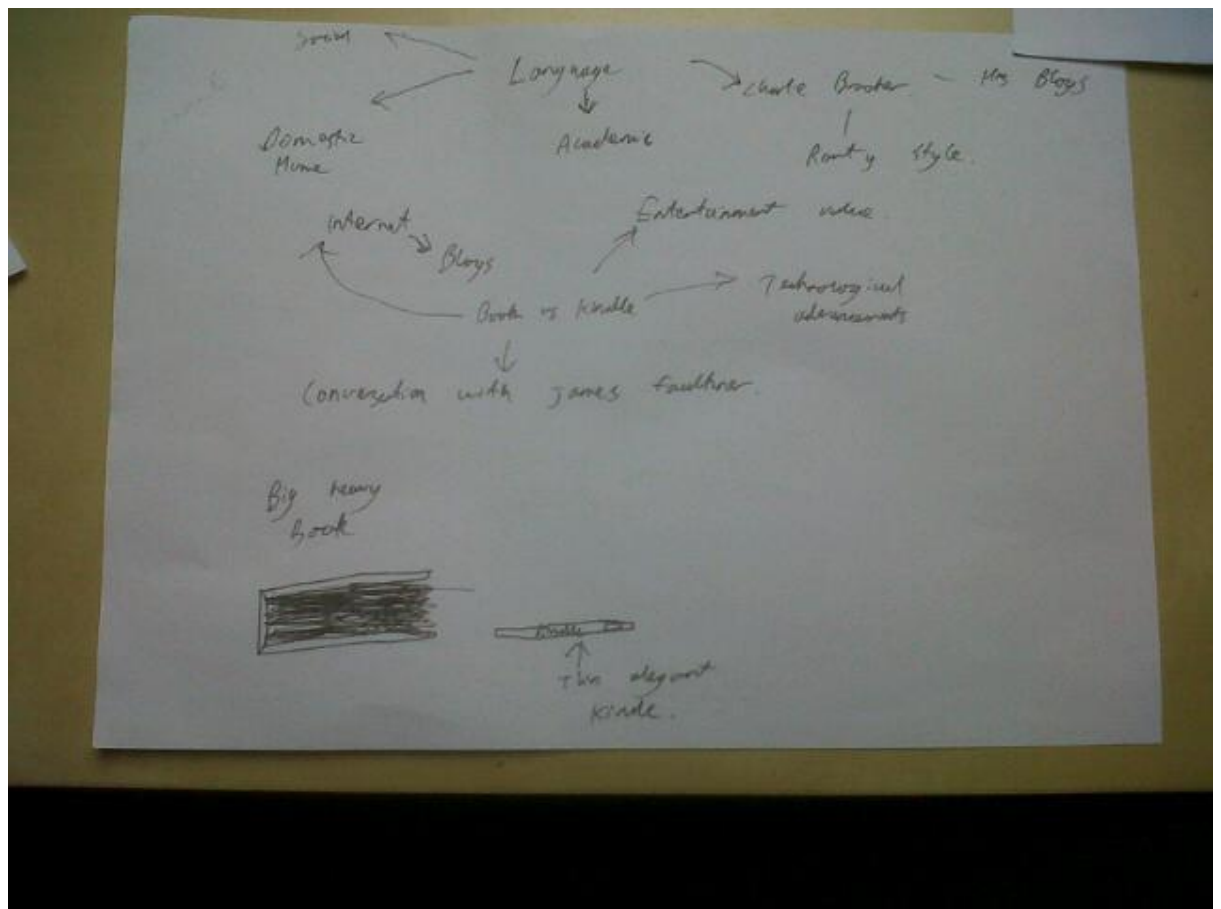 Social
Language
Charle Brooker - His Blogs
Domestic
Home
Academic
Ranty style.
Internet
Blogs
Entertainment value.
Book vs Kindle
Technological
advancements
Conversation with James Faulkner.
Big heavy
Book
Kindle
Thin elegant
Kindle.